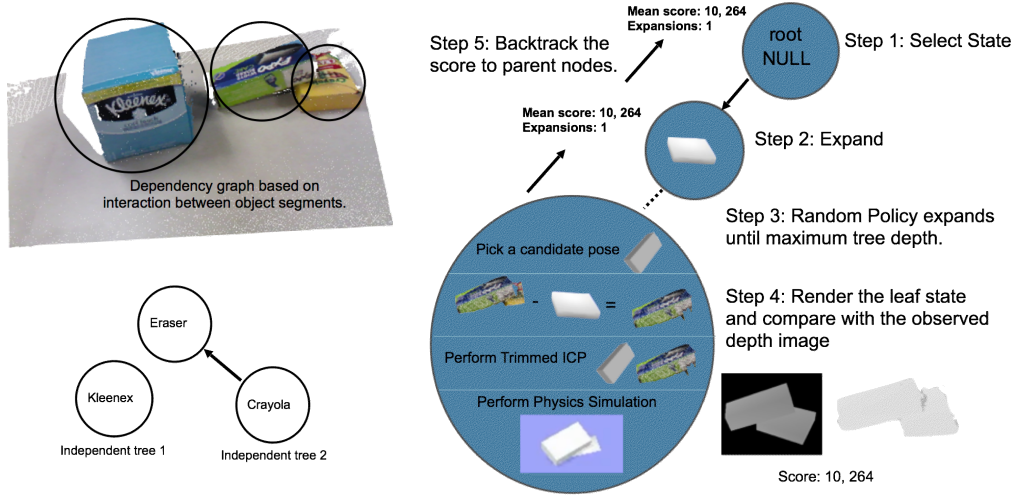 Kleenex
EXPO
Dependency graph based on
interaction between object segments.
Eraser
Kleenex
Crayola
Independent tree 1
Independent tree 2
Step 5: Backtrack the
score to parent nodes.
Mean score: 10, 264
Expansions: 1
root
NULL
Step 1: Select State
Mean score: 10, 264
Expansions: 1
Step 2: Expand
Step 3: Random Policy expands
until maximum tree depth.
Pick a candidate pose
- =
Perform Trimmed ICP
Perform Physics Simulation
Step 4: Render the leaf state
and compare with the observed
depth image
Score: 10, 264